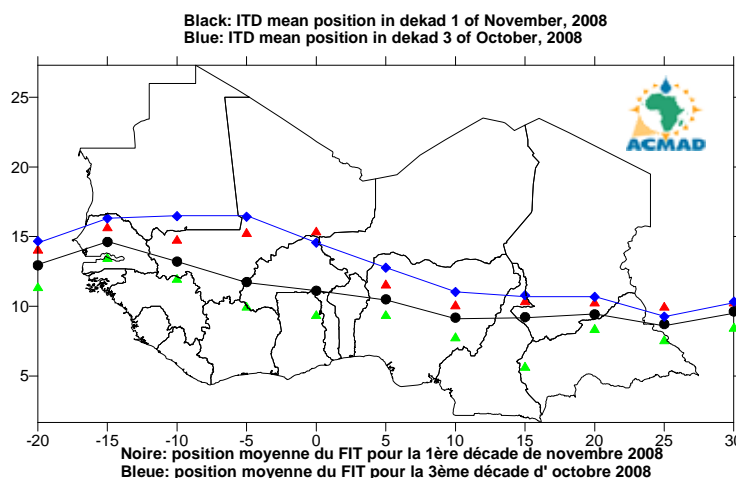 Black: ITD mean position in dekad 1 of November, 2008
Blue: ITD mean position in dekad 3 of October, 2008
ACMAD
25
20
15
10
5
-20 -15 -10 -5 0 5 10 15 20 25 30
Noire: position moyenne du FIT pour la 1ère décade de novembre 2008
Bleue: position moyenne du FIT pour la 3ème décade d' octobre 2008